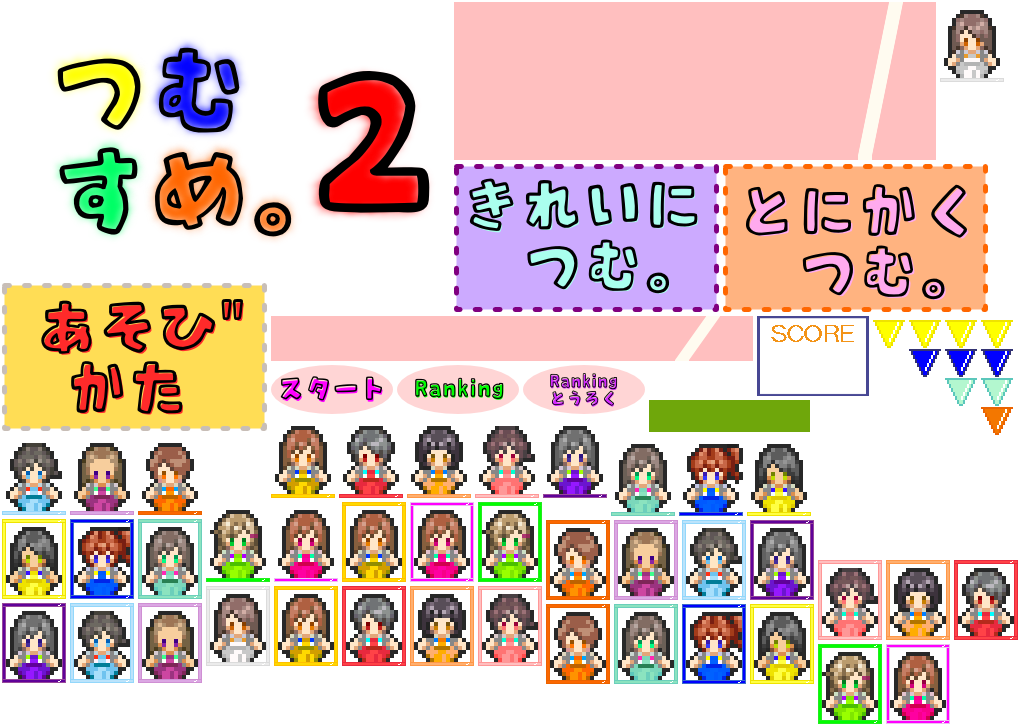 つむ
すめ。2
きれいに
つむ。
とにかく
つむ。
あそび"
かた
SCORE
スタート
Ranking
Ranking
とうろく